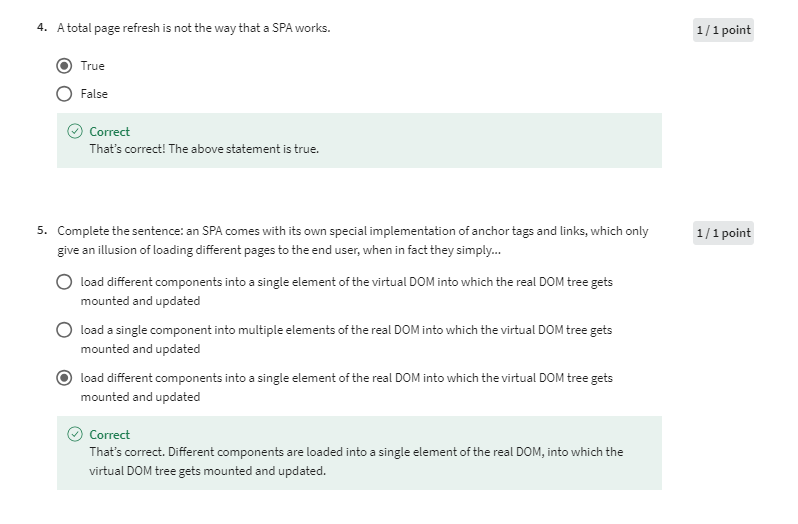 4. A total page refresh is not the way that a SPA works.
1 / 1 point
True
False
Correct
That's correct! The above statement is true.
5. Complete the sentence: an SPA comes with its own special implementation of anchor tags and links, which only
1 / 1 point
give an illusion of loading different pages to the end user, when in fact they simply...
load different components into a single element of the virtual DOM into which the real DOM tree gets
mounted and updated
load a single component into multiple elements of the real DOM into which the virtual DOM tree gets
mounted and updated
load different components into a single element of the real DOM into which the virtual DOM tree gets
mounted and updated
Correct
That's correct. Different components are loaded into a single element of the real DOM, into which the
virtual DOM tree gets mounted and updated.